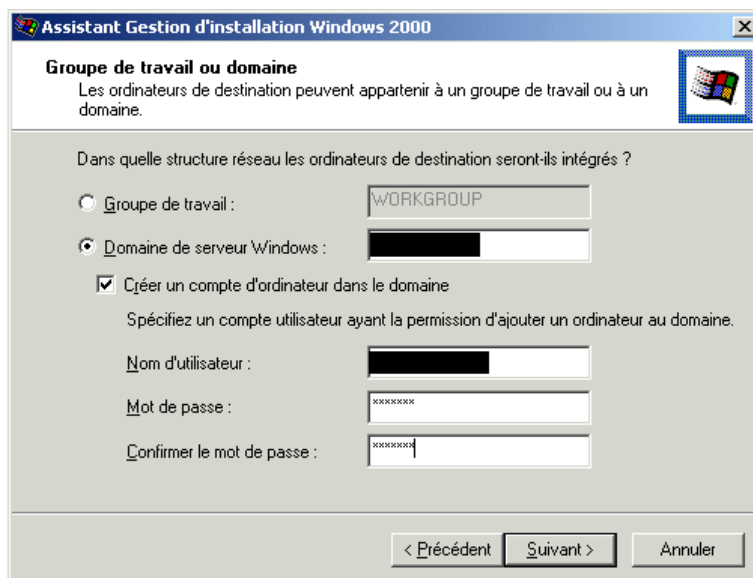 Assistant Gestion d'installation Windows 2000
Groupe de travail ou domaine
Les ordinateurs de destination peuvent appartenir à un groupe de travail ou à un
domaine.
Dans quelle structure réseau les ordinateurs de destination seront-ils intégrés ?
Groupe de travail :
WORKGROUP
Domaine de serveur Windows :
Créer un compte d'ordinateur dans le domaine
Spécifiez un compte utilisateur ayant la permission d'ajouter un ordinateur au domaine.
Nom d'utilisateur :
Mot de passe :
*******
Confirmer le mot de passe :
*******
< Précédent
Suivant >
Annuler